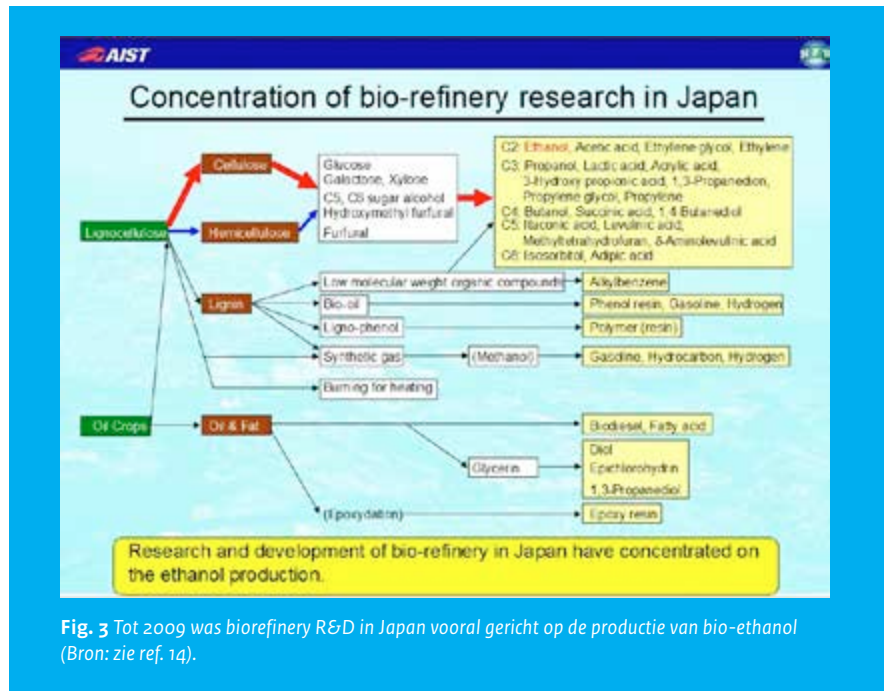 AIST
Concentration of bio-refinery research in Japan
Lignocellulose
Cellulose
Hemicellulose
Glucose
Galactose, Xylose
C5, C6 sugar alcohol
Hydroxymethyl furfural
Furfural
C2: Ethanol, Acetic acid, Ethylene glycol, Ethylene
C3: Propanol, Lactic acid, Acrylic acid,
3-Hydroxy propionic acid, 1,3-Propanedion,
Propylene glycol, Propylene
C4: Butanol, Succinic acid, 1,4-Butanediol
C5: Itaconic acid, Levulinic acid,
Methyltetrahydrofuran, δ-Aminolevulinic acid
C6: Isosorbitol, Adipic acid
Lignin
Low molecular weight organic compounds
Alkylbenzene
Bio-oil
Phenol resin, Gasoline, Hydrogen
Ligno-phenol
Polymer (resin)
Synthetic gas
(Methanol)
Gasoline, Hydrocarbon, Hydrogen
Burning for heating
Oil Crops
Oil & Fat
Biodiesel, Fatty acid
Glycerin
Diol
Epichlorohydrin
1,3-Propanediol
(Epoxydation)
Epoxy resin
Research and development of bio-refinery in Japan have concentrated on
the ethanol production.
Fig. 3 Tot 2009 was biorefinery R&D in Japan vooral gericht op de productie van bio-ethanol
(Bron: zie ref. 14).